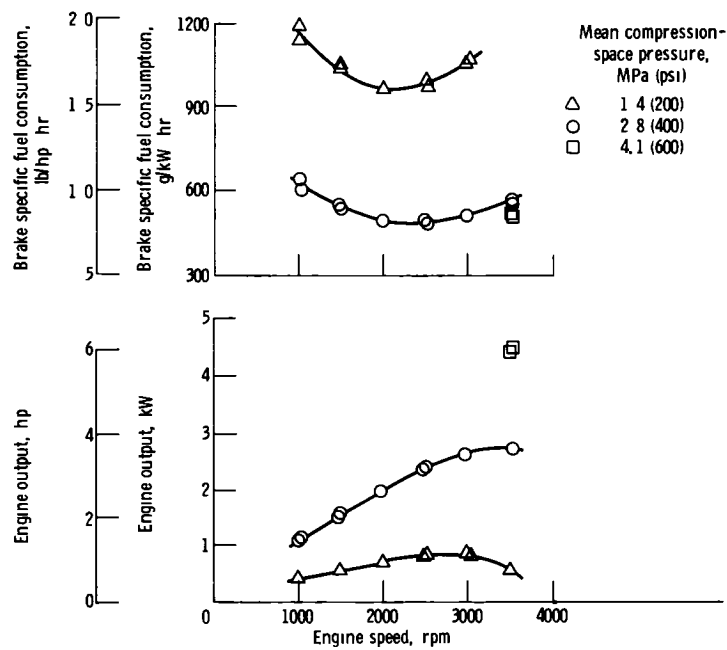 Brake specific fuel consumption,
lb/hp hr
2 0
1 5
1 0
5
Brake specific fuel consumption,
g/kW hr
1200
900
600
300
Mean compression-
space pressure,
MPa (psi)
1 4 (200)
2 8 (400)
4.1 (600)
Engine output, hp
6
4
2
0
Engine output, kW
5
4
3
2
1
0
1000
2000
3000
4000
Engine speed, rpm